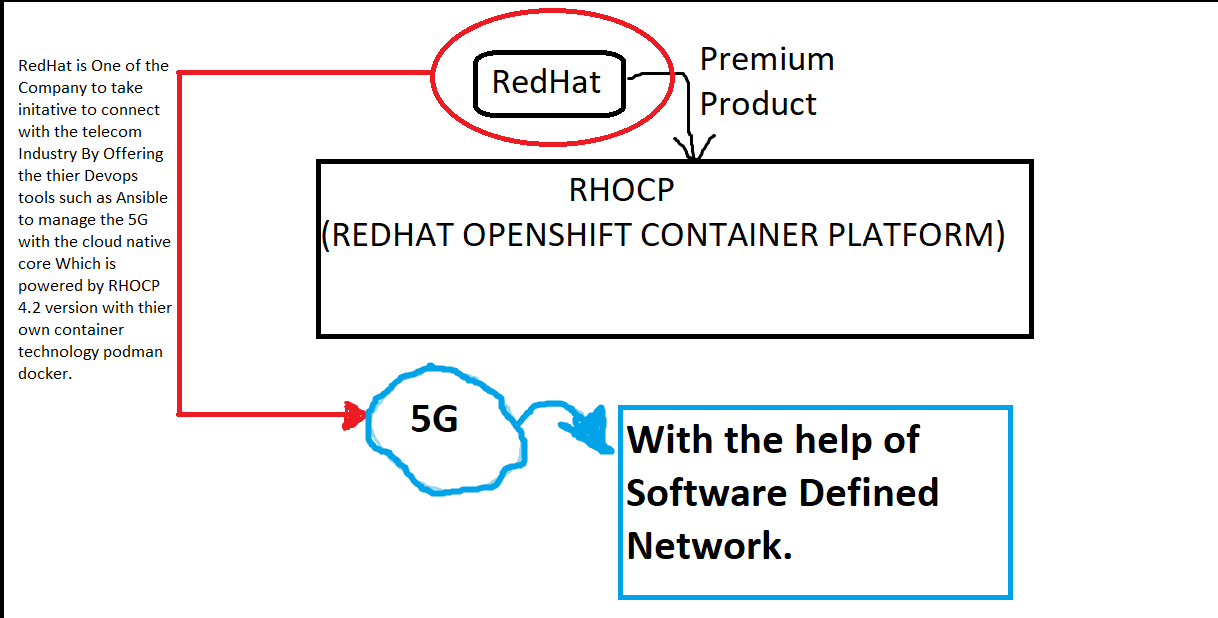 RedHat is One of the
Company to take
initative to connect
with the telecom
Industry By Offering
the thier Devops
tools such as Ansible
to manage the 5G
with the cloud native
core Which is
powered by RHOCP
4.2 version with thier
own container
technology podman
docker.
RedHat
Premium
Product
RHOCP
(REDHAT OPENSHIFT CONTAINER PLATFORM)
5G
With the help of
Software Defined
Network.